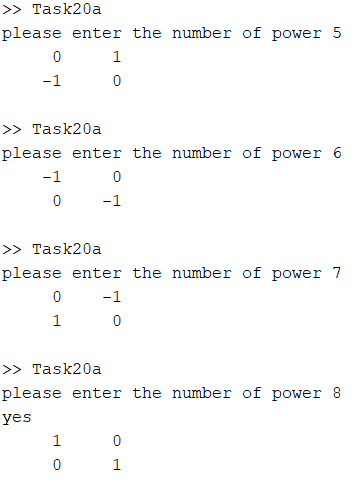 >> Task20a
please enter the number of power 5
0 1
-1 0
>> Task20a
please enter the number of power 6
-1 0
0 -1
>> Task20a
please enter the number of power 7
0 -1
1 0
>> Task20a
please enter the number of power 8
yes
1 0
0 1